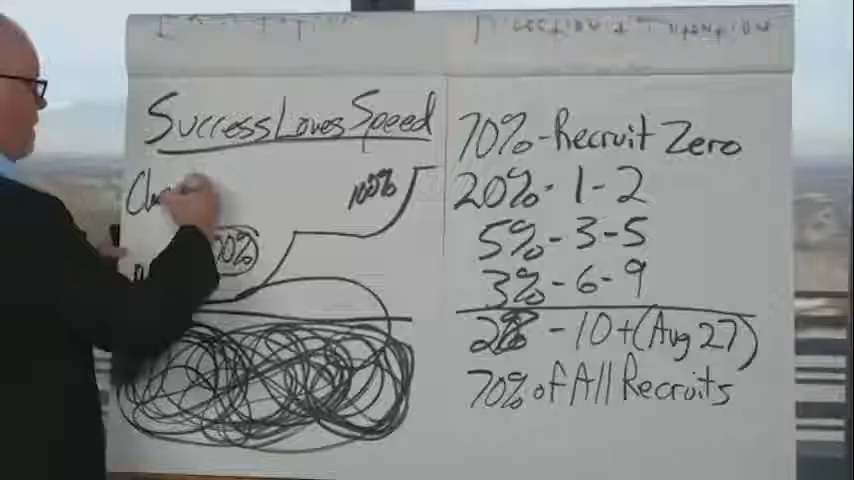 Success Loves Speed
100%
00%
70% - Recruit Zero
20% - 1 - 2
5% - 3 - 5
3% - 6 - 9
2% - 10 + (Avg 27)
70% of All Recruits